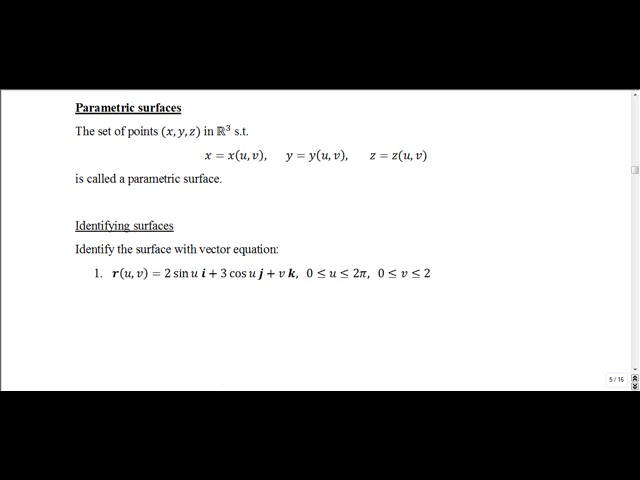 Parametric surfaces
The set of points (x, y, z) in ℝ³ s.t.
x = x(u, v),  y = y(u, v),  z = z(u, v)
is called a parametric surface.
Identifying surfaces
Identify the surface with vector equation:
1. r(u, v) = 2 sin u i + 3 cos u j + v k, 0 ≤ u ≤ 2π, 0 ≤ v ≤ 2
5 / 16